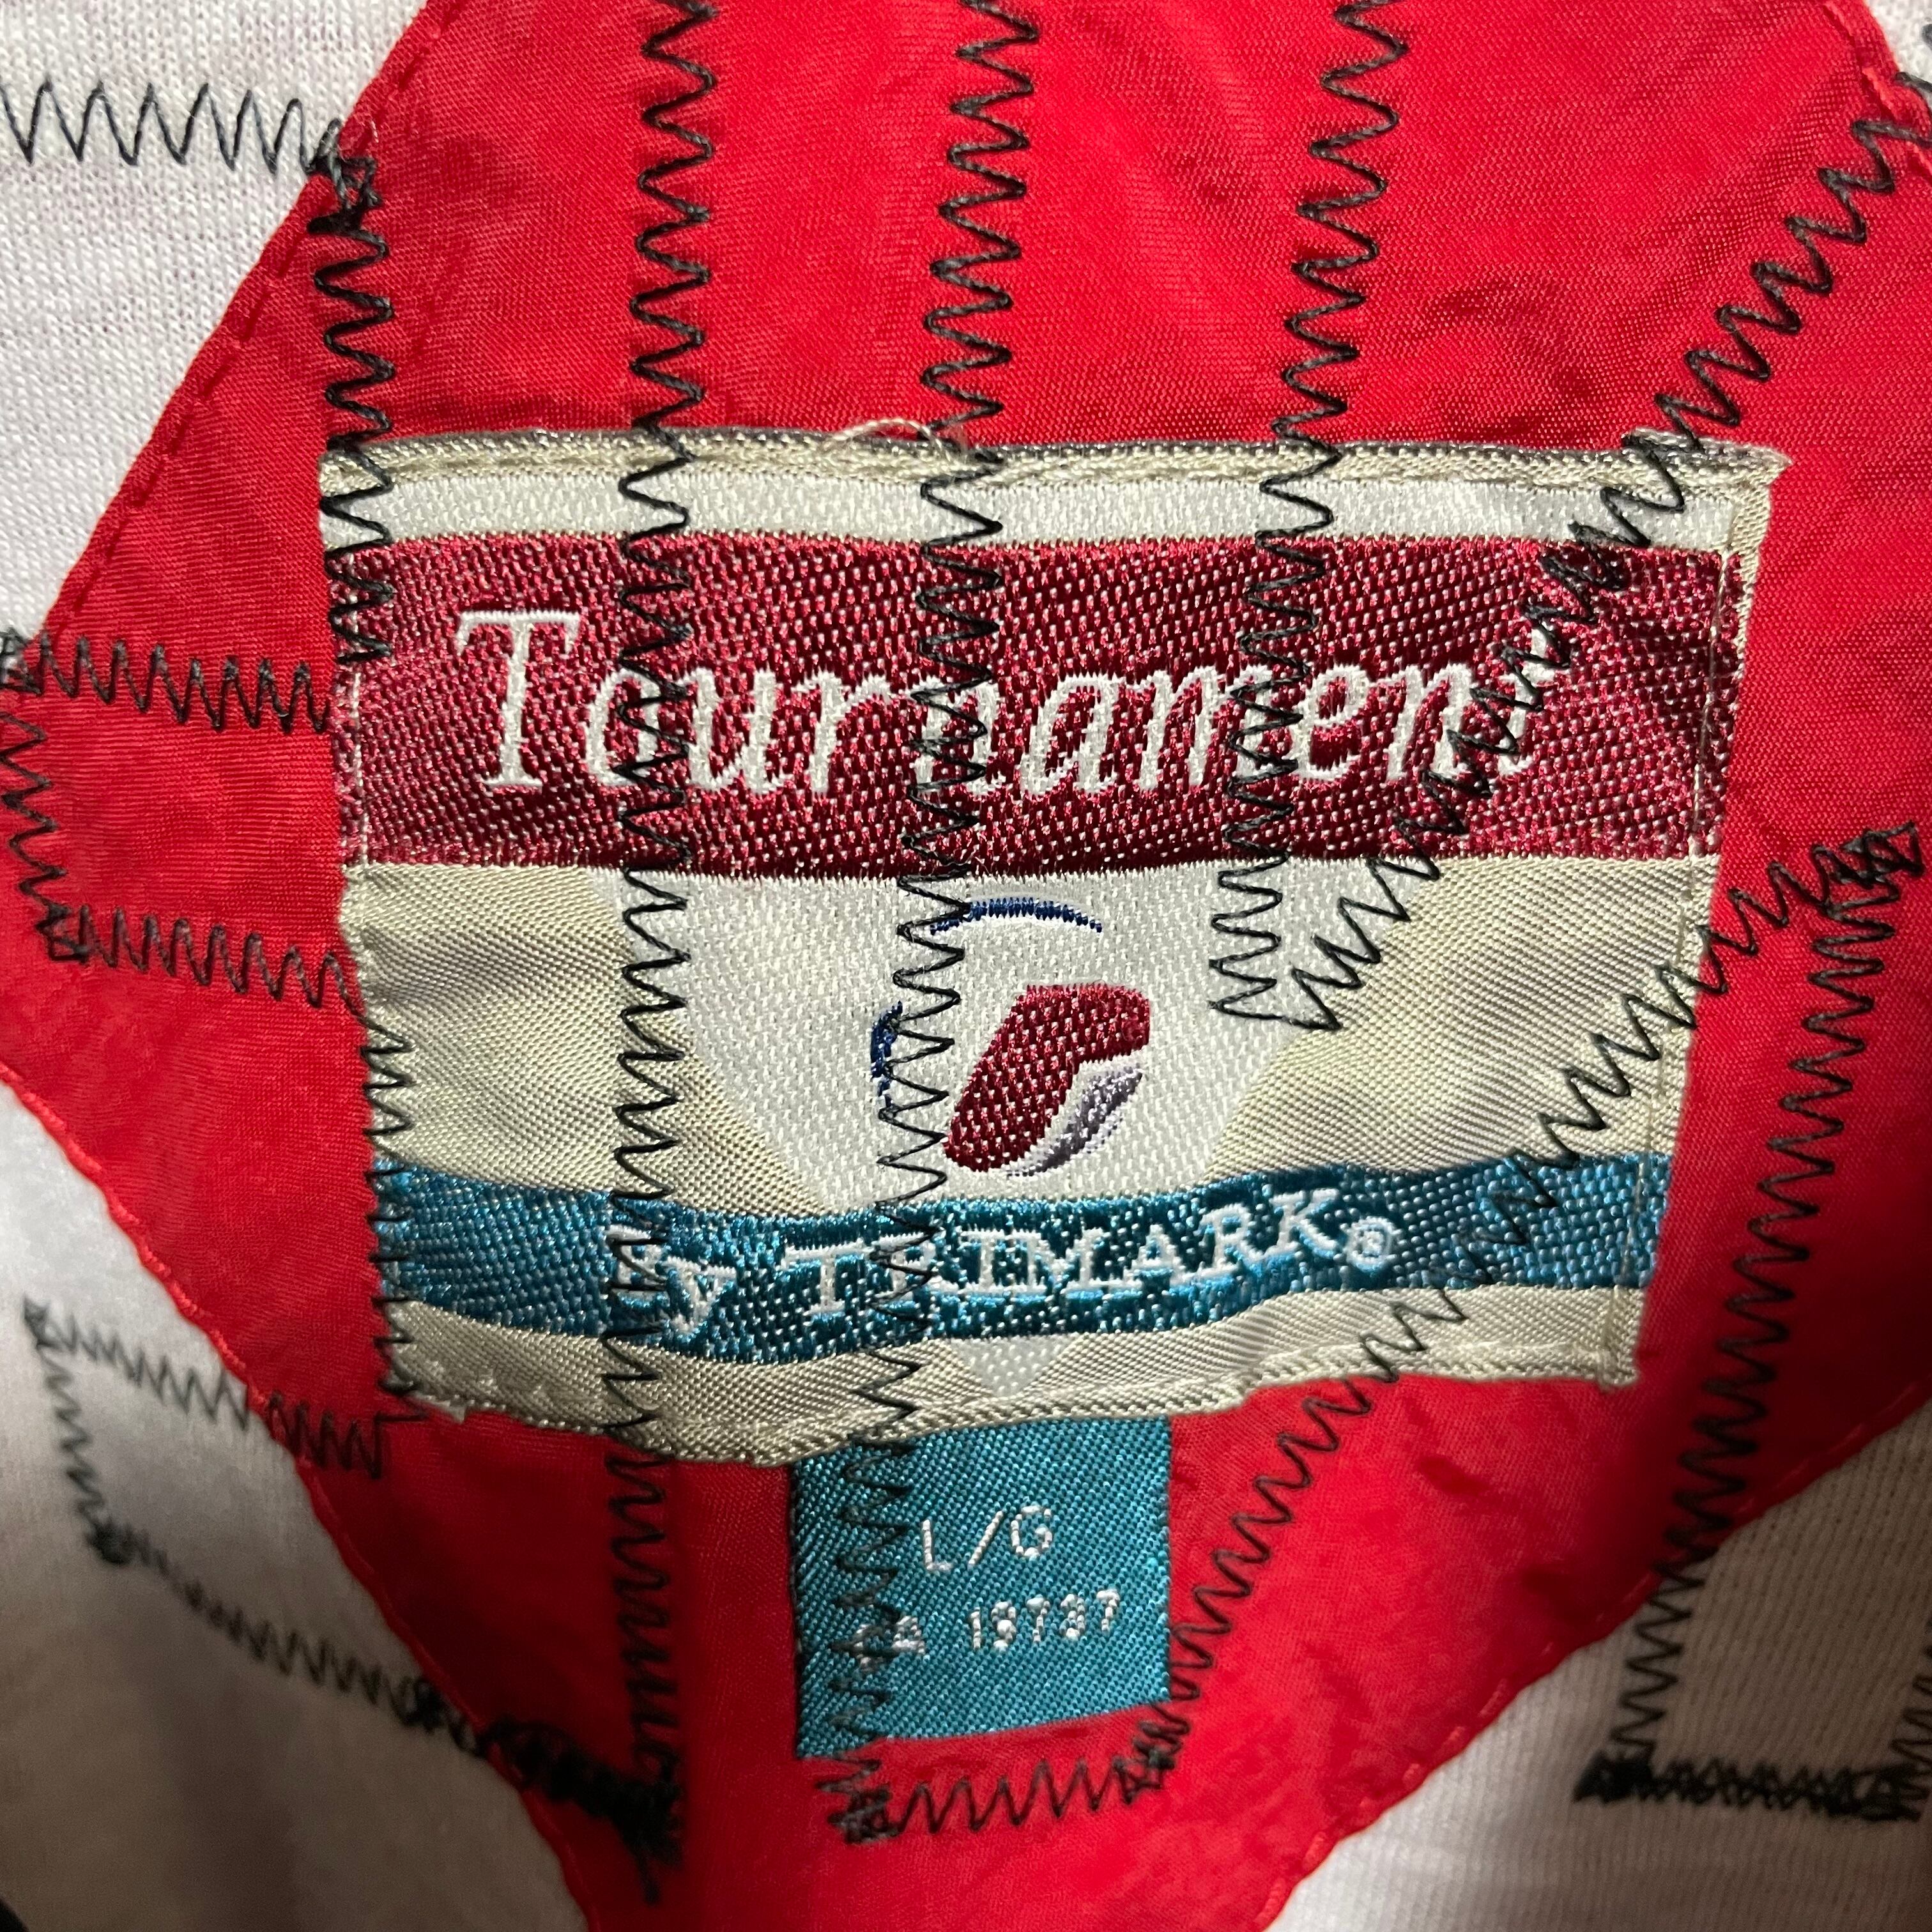 Tournament
by TRIMARK®
L/G
CA 19737